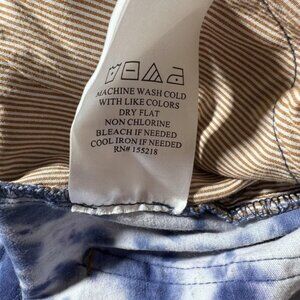 MACHINE WASH COLD
WITH LIKE COLORS
DRY FLAT
NON CHLORINE
BLEACH IF NEEDED
COOL IRON IF NEEDED
RN# 155218